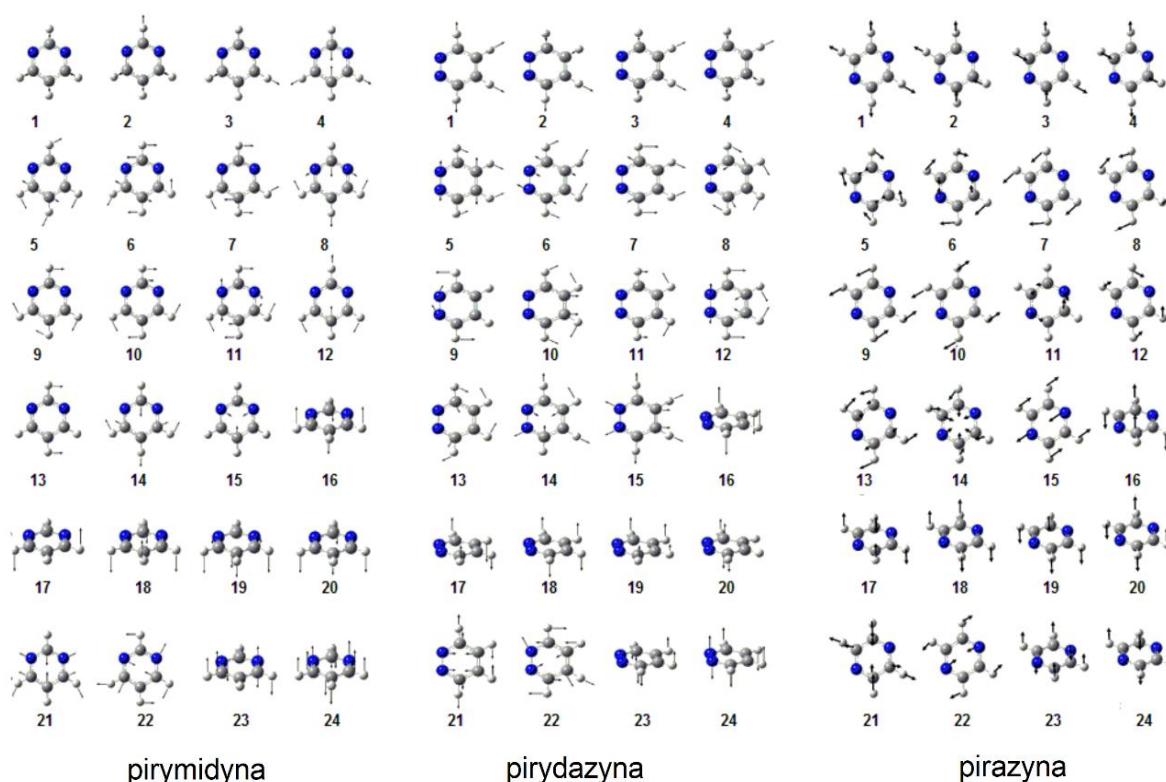 1 2 3 4 1 2 3 4 1 2 3 4
5 6 7 8 5 6 7 8 5 6 7 8
9 10 11 12 9 10 11 12 9 10 11 12
13 14 15 16 13 14 15 16 13 14 15 16
17 18 19 20 17 18 19 20 17 18 19 20
21 22 23 24 21 22 23 24 21 22 23 24
pirymidyna pirydazyna pirazyna